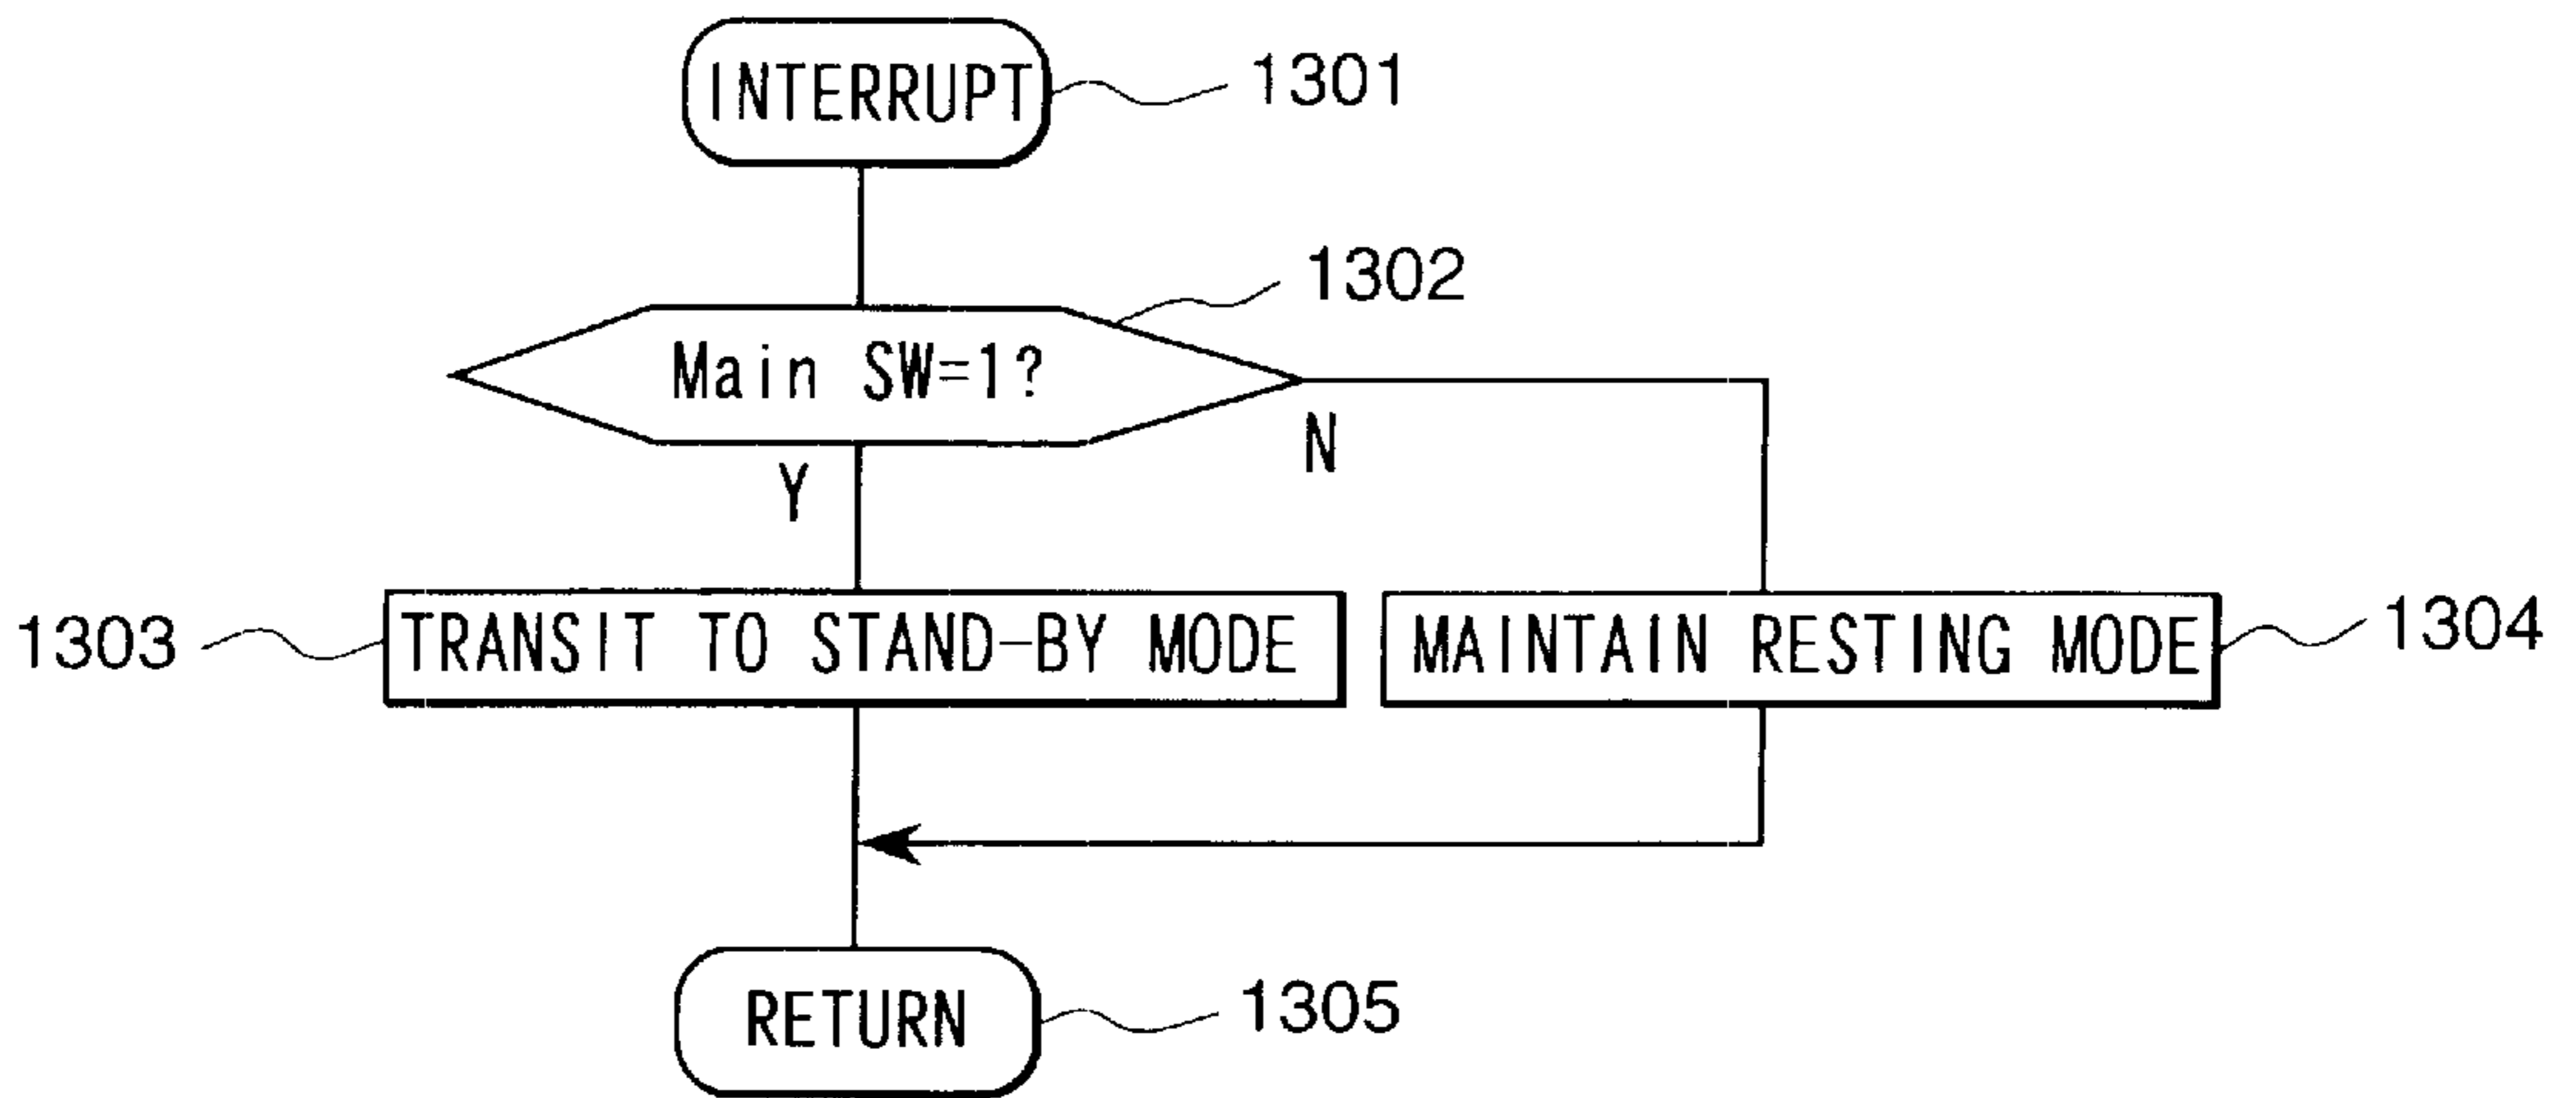 INTERRUPT
1301
1302
Main SW=1?
N
Y
1303
TRANSIT TO STAND-BY MODE
MAINTAIN RESTING MODE
1304
RETURN
1305